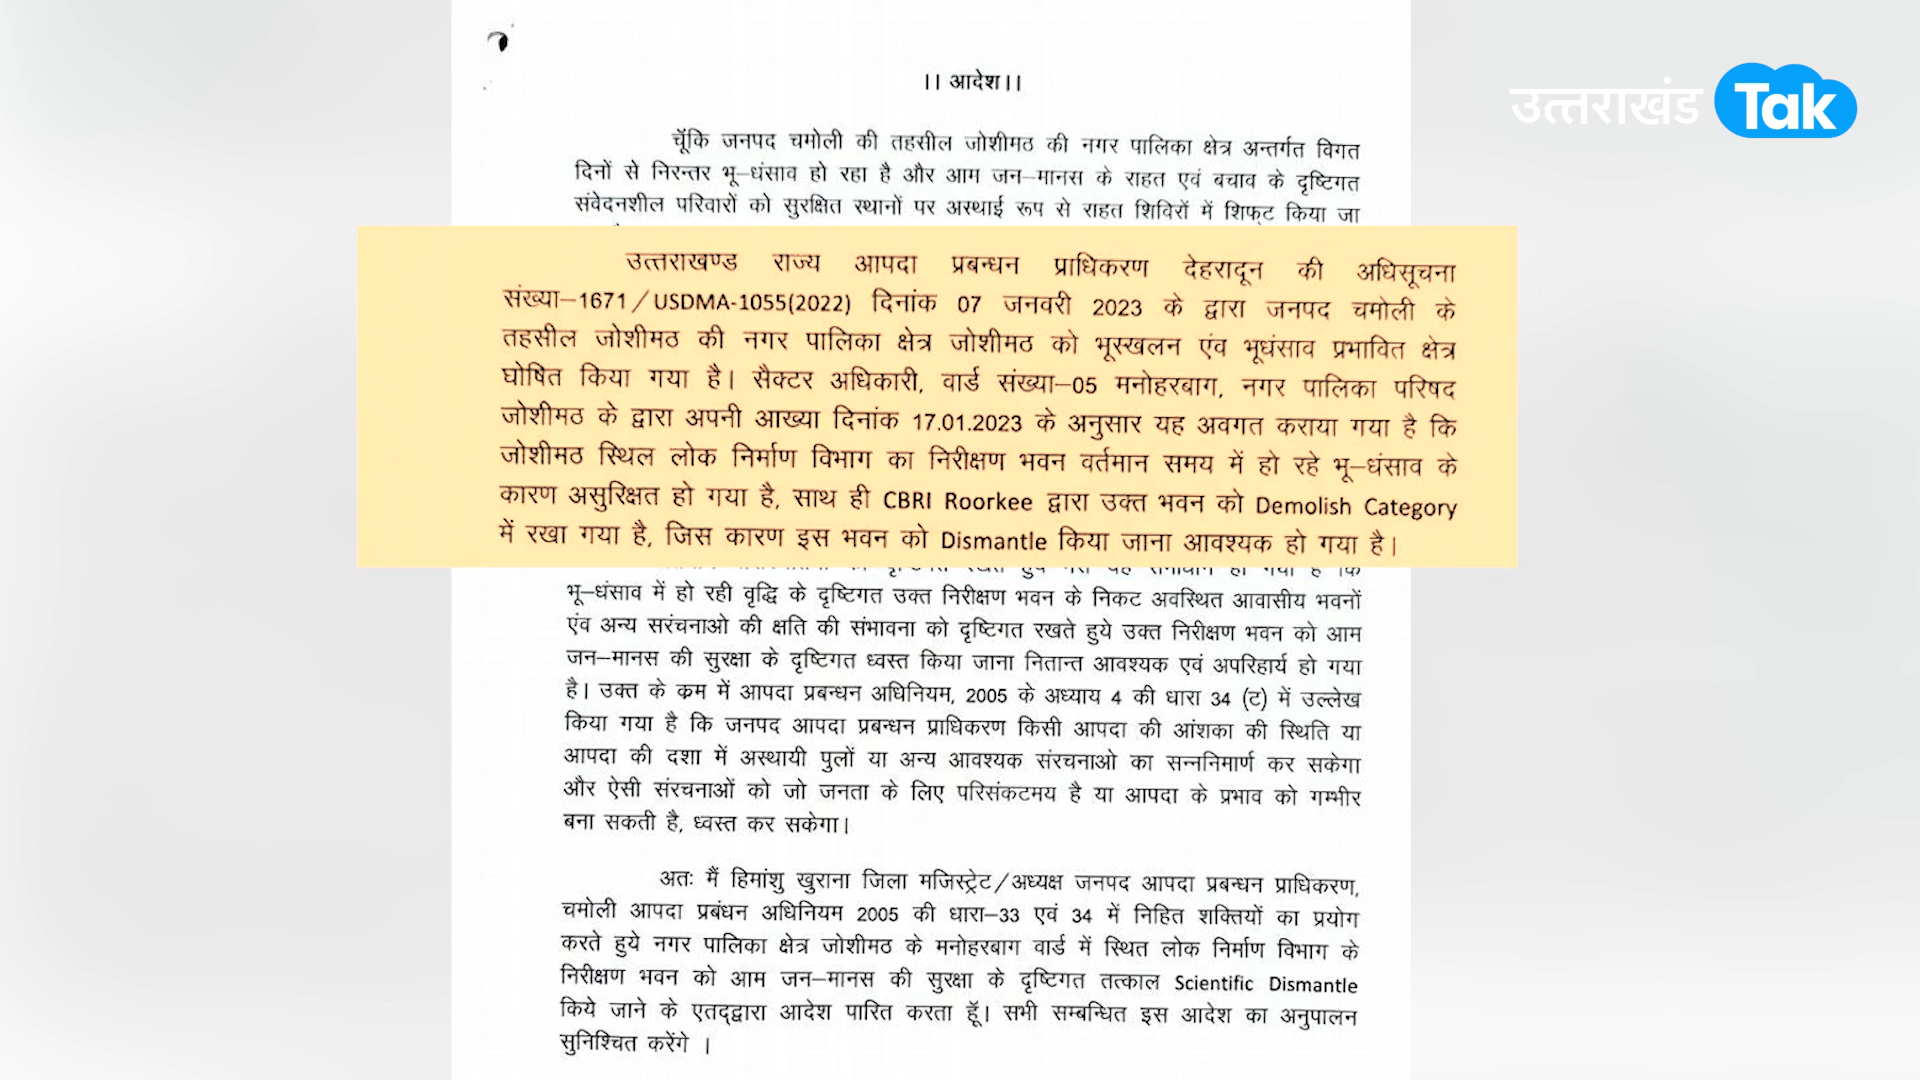 ।। आदेश।।
उत्तराखंड Tak
चूॅंकि जनपद चमोली की तहसील जोशीमठ की नगर पालिका क्षेत्र अन्तर्गत विगत
दिनों से निरन्तर भू–धंसाव हो रहा है और आम जन–मानस के राहत एवं बचाव के दृष्टिगत
संवेदनशील परिवारों को सुरक्षित स्थानों पर अस्थाई रूप से राहत शिविरों में शिफ्ट किया जा
उत्तराखण्ड राज्य आपदा प्रबन्धन प्राधिकरण देहरादून की अधिसूचना
संख्या–1671/USDMA-1055(2022) दिनांक 07 जनवरी 2023 के द्वारा जनपद चमोली के
तहसील जोशीमठ की नगर पालिका क्षेत्र जोशीमठ को भूस्खलन एंव भूधंसाव प्रभावित क्षेत्र
घोषित किया गया है। सैक्टर अधिकारी, वार्ड संख्या–05 मनोहरबाग, नगर पालिका परिषद
जोशीमठ के द्वारा अपनी आख्या दिनांक 17.01.2023 के अनुसार यह अवगत कराया गया है कि
जोशीमठ स्थिल लोक निर्माण विभाग का निरीक्षण भवन वर्तमान समय में हो रहे भू–धंसाव के
कारण असुरिक्षत हो गया है, साथ ही CBRI Roorkee द्वारा उक्त भवन को Demolish Category
में रखा गया है, जिस कारण इस भवन को Dismantle किया जाना आवश्यक हो गया है।
भू–धंसाव में हो रही वृद्धि के दृष्टिगत उक्त निरीक्षण भवन के निकट अवस्थित आवासीय भवनों
एंव अन्य सरंचनाओ की क्षति की संभावना को दृष्टिगत रखते हुये उक्त निरीक्षण भवन को आम
जन–मानस की सुरक्षा के दृष्टिगत ध्वस्त किया जाना नितान्त आवश्यक एवं अपरिहार्य हो गया
है। उक्त के क्रम में आपदा प्रबन्धन अधिनियम, 2005 के अध्याय 4 की धारा 34 (ट) में उल्लेख
किया गया है कि जनपद आपदा प्रबन्धन प्राधिकरण किसी आपदा की आंशका की स्थिति या
आपदा की दशा में अस्थायी पुलों या अन्य आवश्यक संरचनाओ का सन्ननिमार्ण कर सकेगा
और ऐसी संरचनाओं को जो जनता के लिए परिसंकटमय है या आपदा के प्रभाव को गम्भीर
बना सकती है, ध्वस्त कर सकेगा।
अतः मैं हिमांशु खुराना जिला मजिस्ट्रेट/अध्यक्ष जनपद आपदा प्रबन्धन प्राधिकरण,
चमोली आपदा प्रबंधन अधिनियम 2005 की धारा–33 एवं 34 में निहित शक्तियों का प्रयोग
करते हुये नगर पालिका क्षेत्र जोशीमठ के मनोहरबाग वार्ड में स्थित लोक निर्माण विभाग के
निरीक्षण भवन को आम जन–मानस की सुरक्षा के दृष्टिगत तत्काल Scientific Dismantle
किये जाने के एतद्द्वारा आदेश पारित करता हूॅं। सभी सम्बन्धित इस आदेश का अनुपालन
सुनिश्चित करेंगे ।